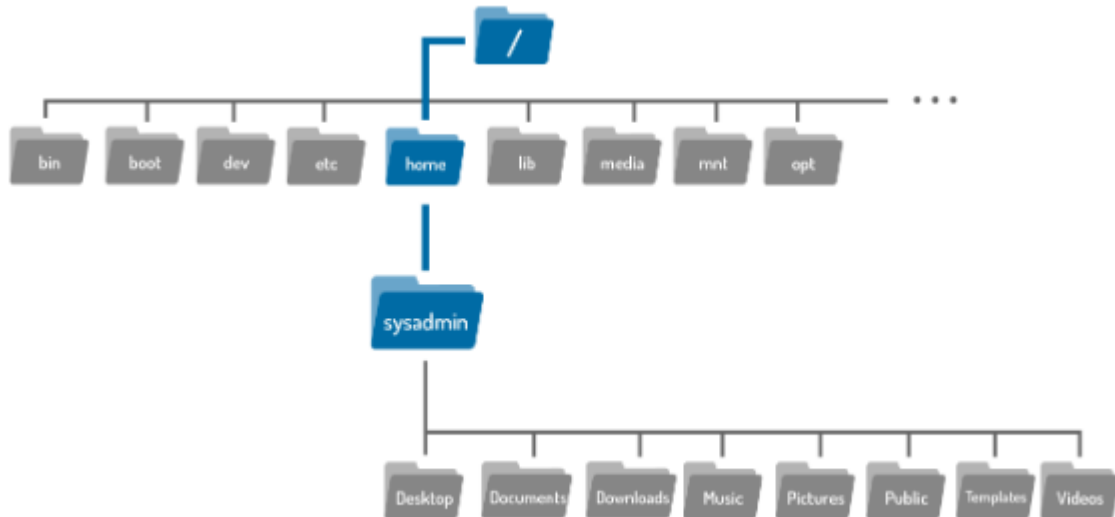 /
...
bin boot dev etc home lib media mnt opt
sysadmin
Desktop Documents Downloads Music Pictures Public Templates Videos